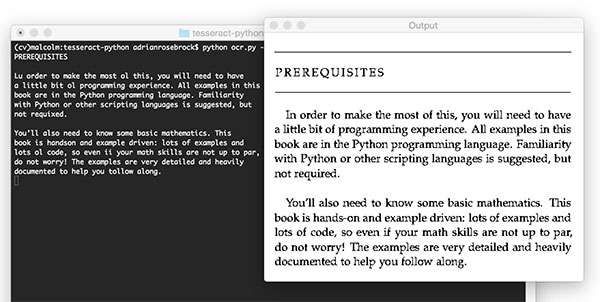 tesseract-python
(cv)malcolm:tesseract-python adrianrosebrock$ python ocr.py -
PREREQUISITES
Lu order to make the most ol this, you will need to have
a little bit ol programming experience. All examples in this
book are in the Python programming language. Familiarity
with Python or other scripting languages is suggested, but
not requixed.
You'll also need to know some basic mathematics. This
book is handson and example driven: lots of examples and
lots ol code, so even ii your math skills are not up to par,
do not worry! The examples are very detailed and heavily
documented to help you follow along.
Output
PREREQUISITES
In order to make the most of this, you will need to have
a little bit of programming experience. All examples in this
book are in the Python programming language. Familiarity
with Python or other scripting languages is suggested, but
not required.
You'll also need to know some basic mathematics. This
book is hands-on and example driven: lots of examples and
lots of code, so even if your math skills are not up to par,
do not worry! The examples are very detailed and heavily
documented to help you follow along.